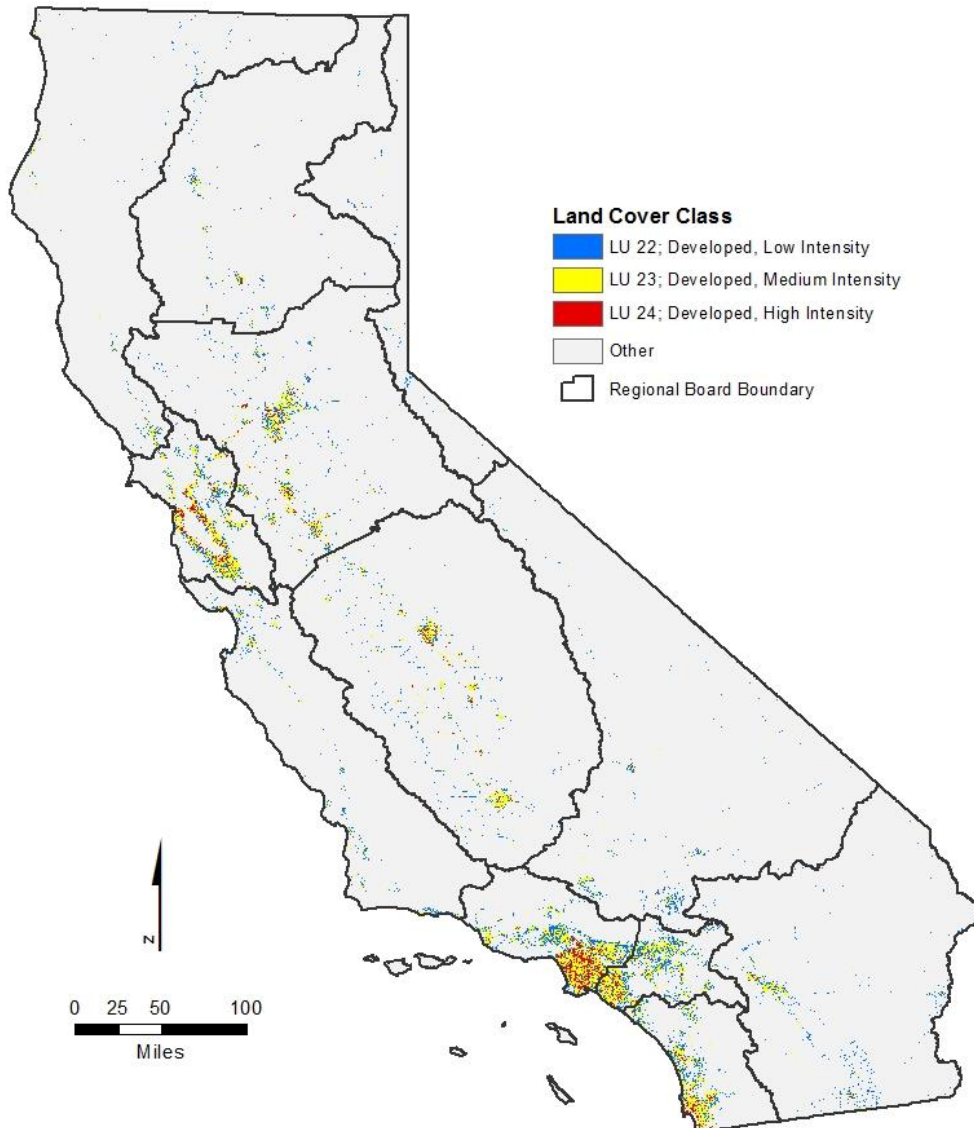 Land Cover Class
LU 22; Developed, Low Intensity
LU 23; Developed, Medium Intensity
LU 24; Developed, High Intensity
Other
Regional Board Boundary
N
0 25 50 100
Miles